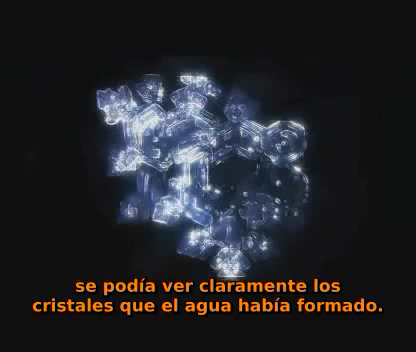 se podía ver claramente los
cristales que el agua había formado.